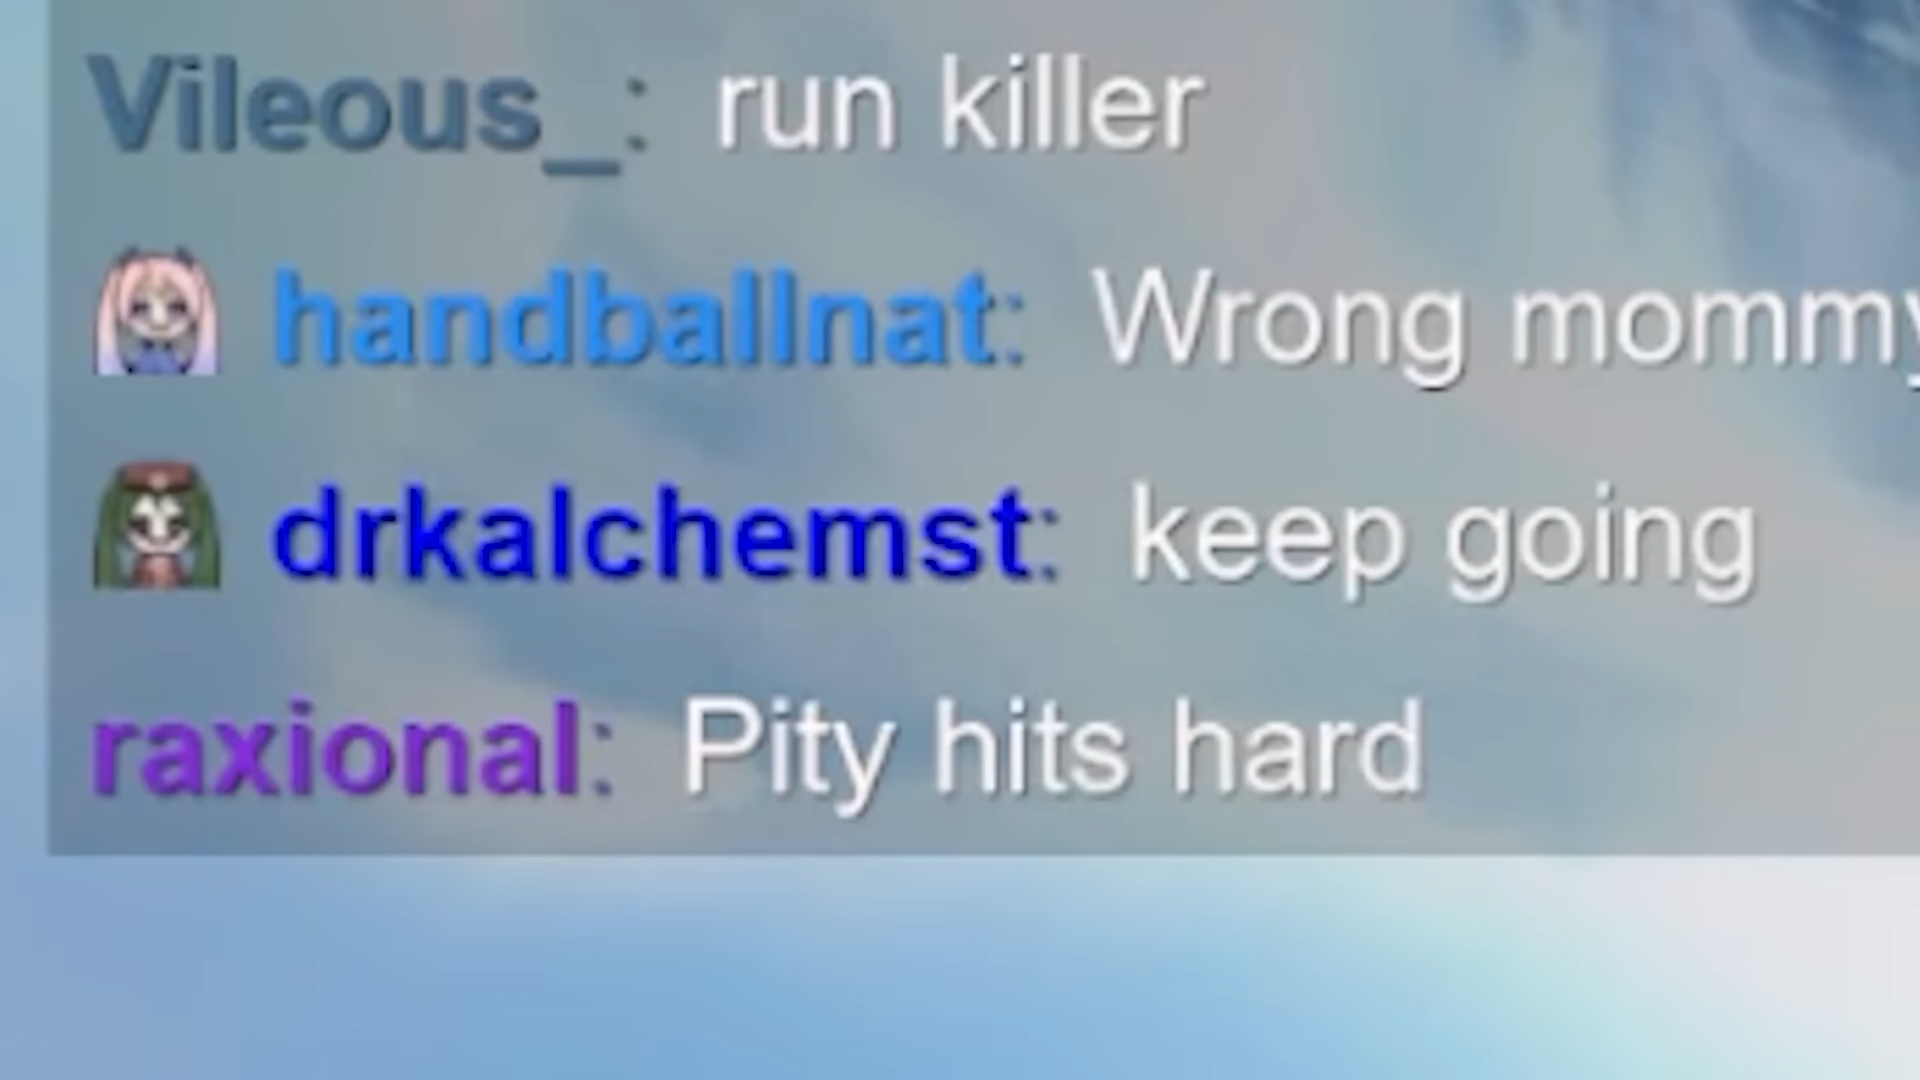 Vileous_: run killer
handballnat: Wrong mommy
drkalchemst: keep going
raxional: Pity hits hard